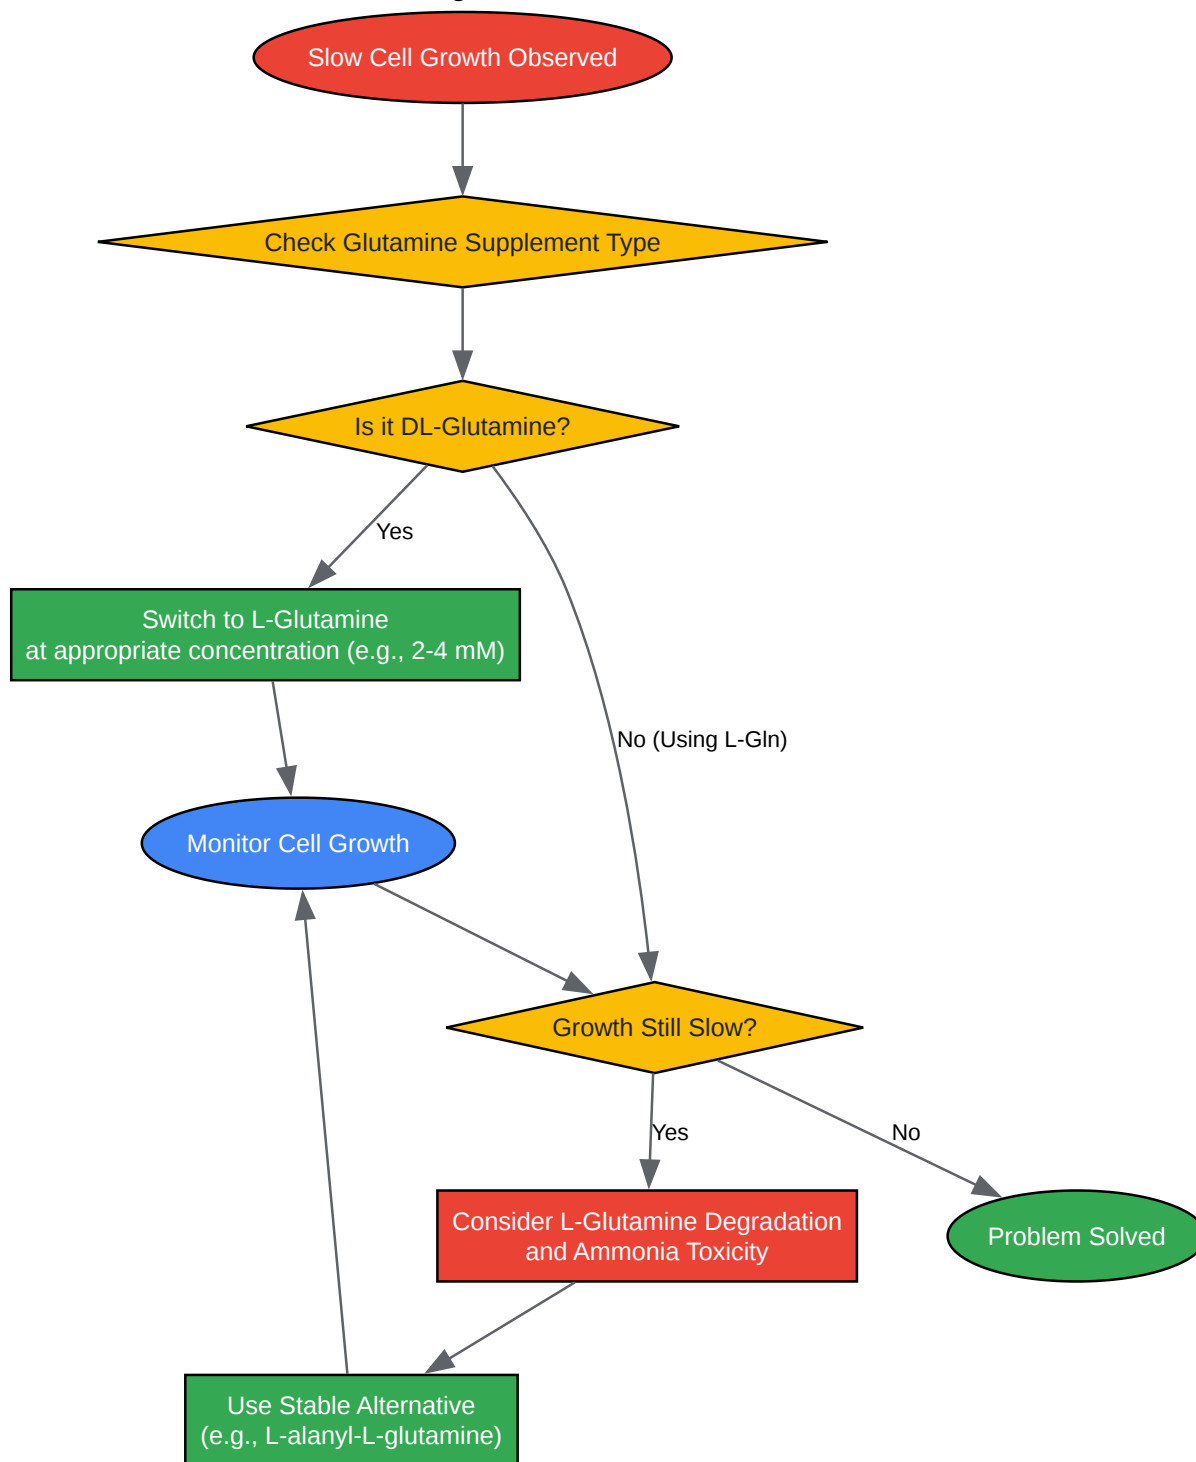 Slow Cell Growth Observed
Check Glutamine Supplement Type
Is it DL-Glutamine?
Yes
Switch to L-Glutamine
at appropriate concentration (e.g., 2-4 mM)
No (Using L-Gln)
Monitor Cell Growth
Growth Still Slow?
Yes
No
Consider L-Glutamine Degradation
and Ammonia Toxicity
Problem Solved
Use Stable Alternative
(e.g., L-alanyl-L-glutamine)